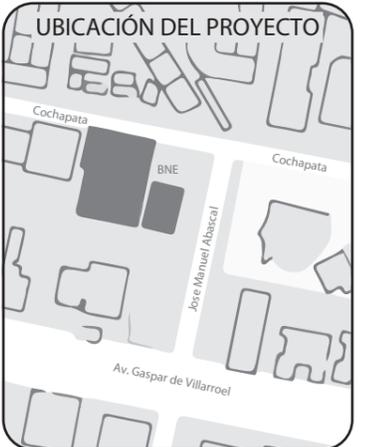 UBICACIÓN DEL PROYECTO
Cochapata
BNE
Cochapata
Jose Manuel Abascal
Av. Gaspar de Villarroel